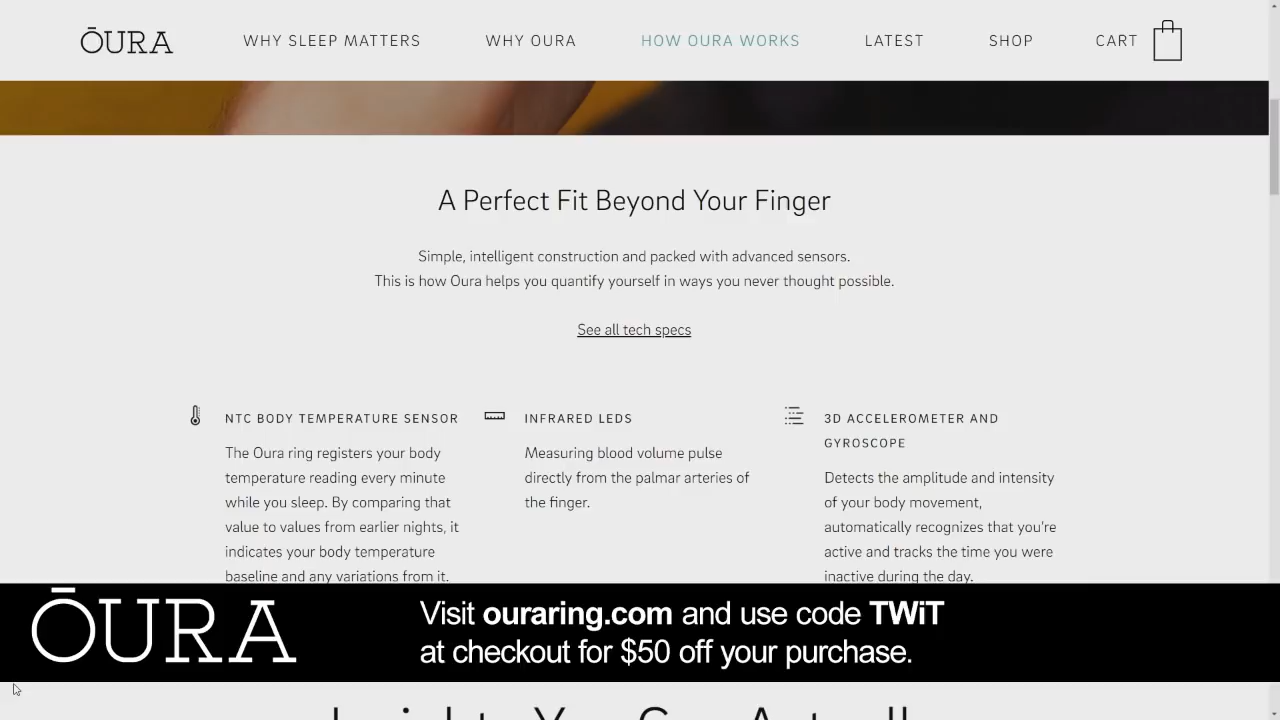 ŌURA
WHY SLEEP MATTERS
WHY OURA
HOW OURA WORKS
LATEST
SHOP
CART
A Perfect Fit Beyond Your Finger
Simple, intelligent construction and packed with advanced sensors.
This is how Oura helps you quantify yourself in ways you never thought possible.
See all tech specs
NTC BODY TEMPERATURE SENSOR
The Oura ring registers your body
temperature reading every minute
while you sleep. By comparing that
value to values from earlier nights, it
indicates your body temperature
baseline and any variations from it.
INFRARED LEDS
Measuring blood volume pulse
directly from the palmar arteries of
the finger.
3D ACCELEROMETER AND
GYROSCOPE
Detects the amplitude and intensity
of your body movement,
automatically recognizes that you're
active and tracks the time you were
inactive during the day.
ŌURA
Visit ouraring.com and use code TWiT
at checkout for $50 off your purchase.